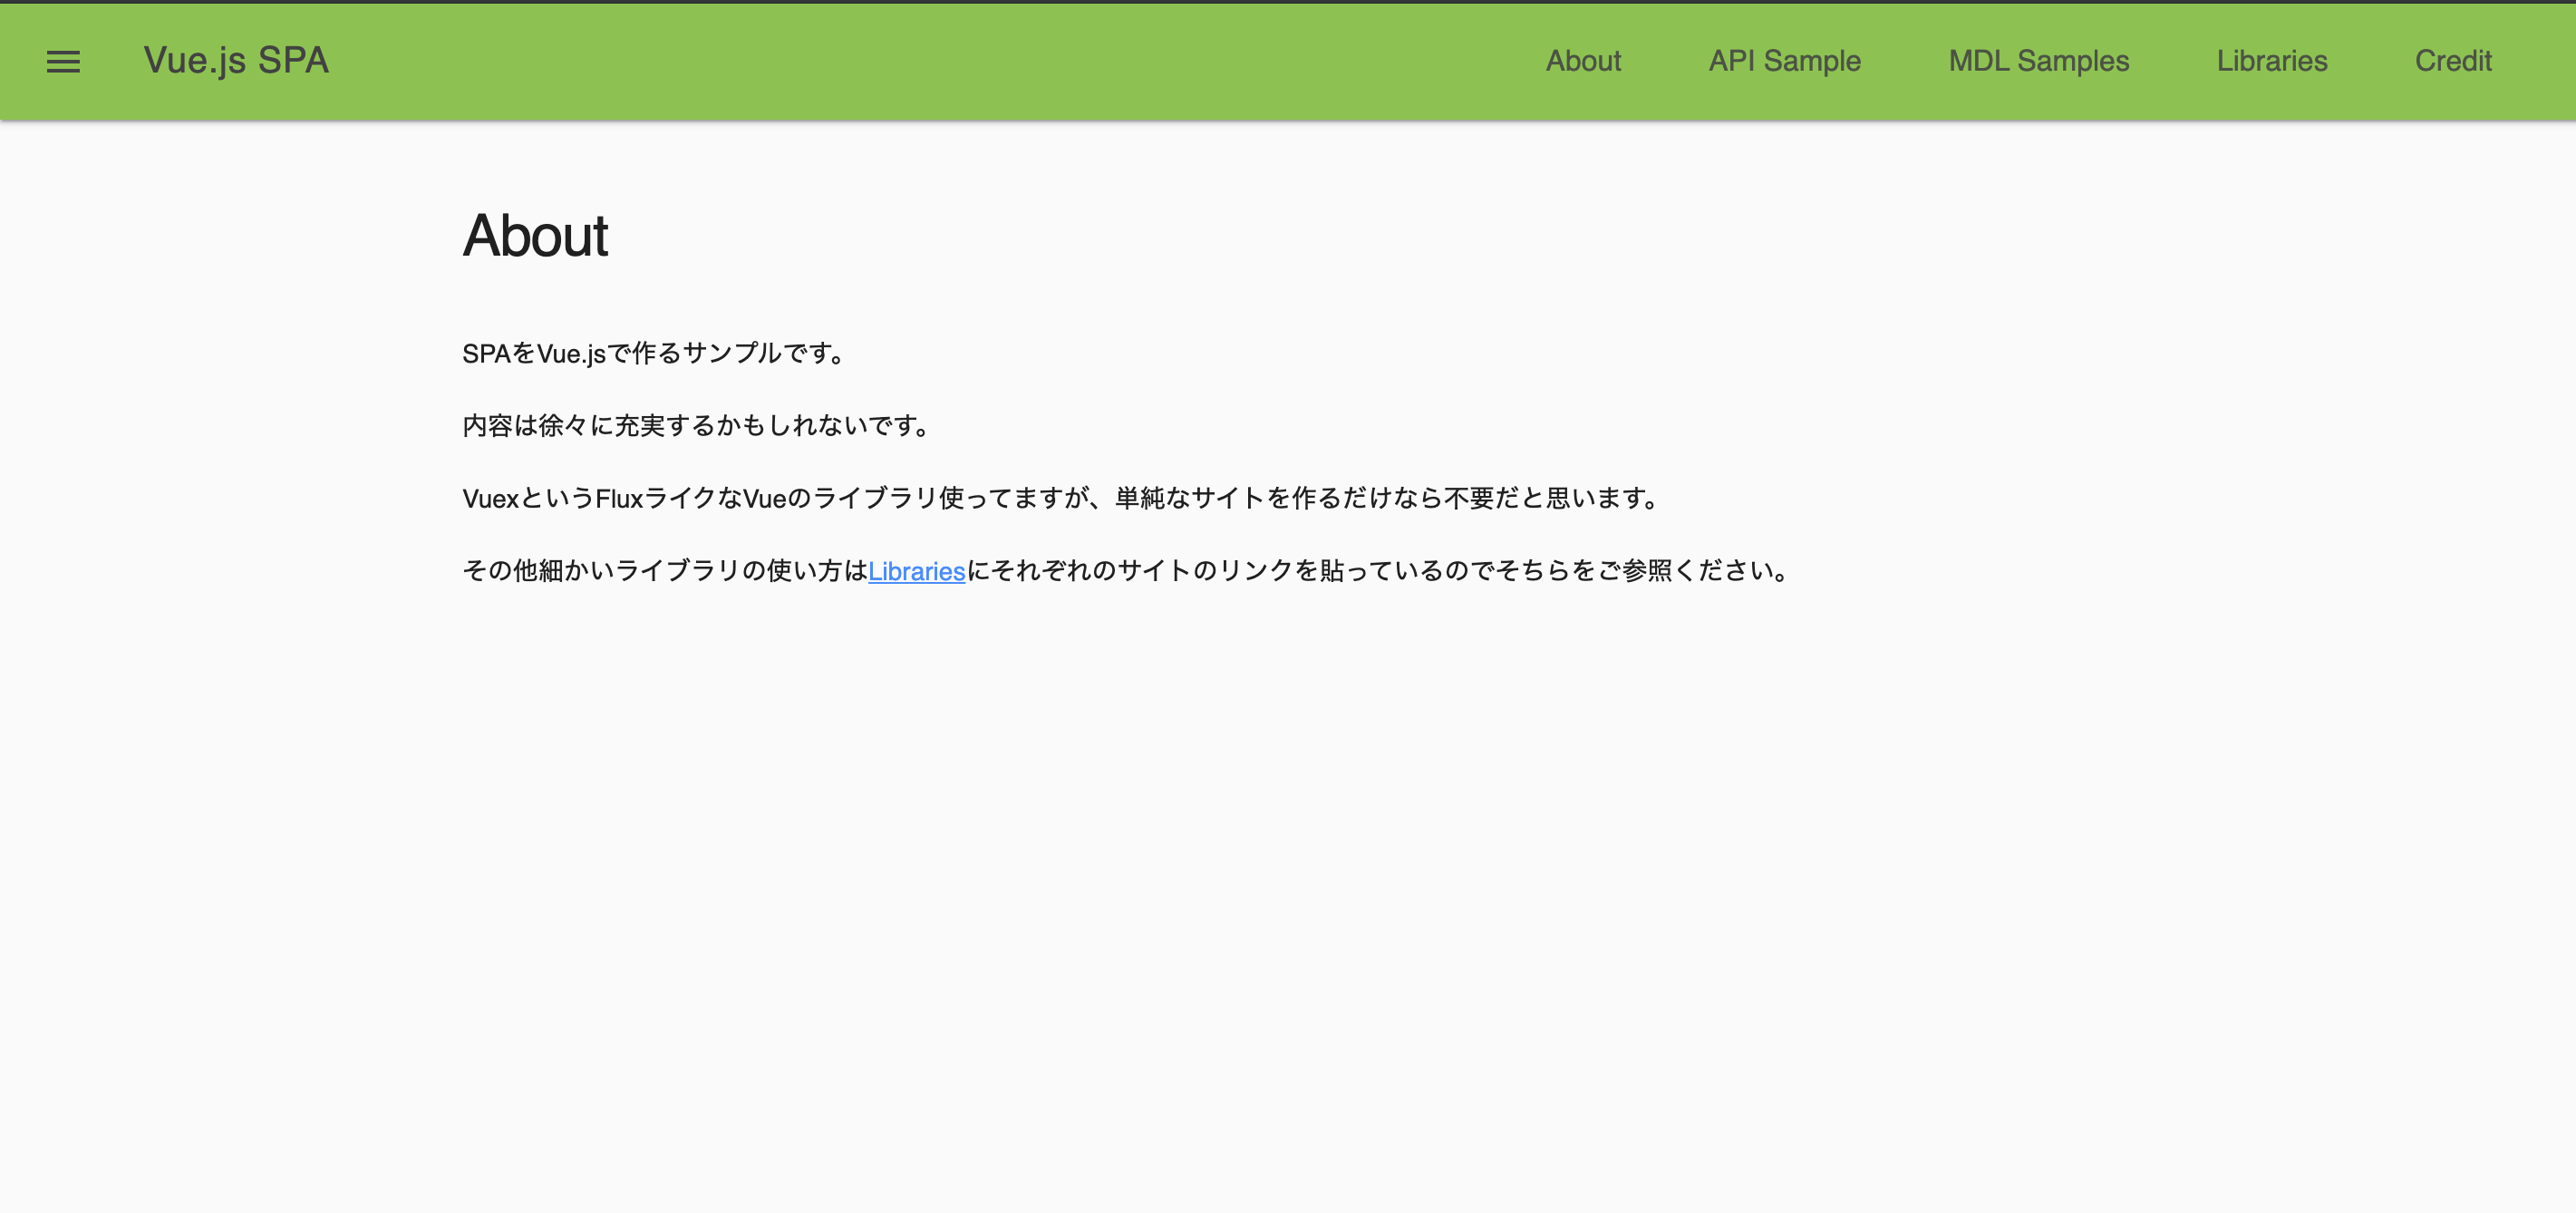 Vue.js SPA
About
API Sample
MDL Samples
Libraries
Credit
About
SPAをVue.jsで作るサンプルです。
内容は徐々に充実するかもしれないです。
VuexというFluxライクなVueのライブラリ使ってますが、単純なサイトを作るだけなら不要だと思います。
その他細かいライブラリの使い方はLibrariesにそれぞれのサイトのリンクを貼っているのでそちらをご参照ください。